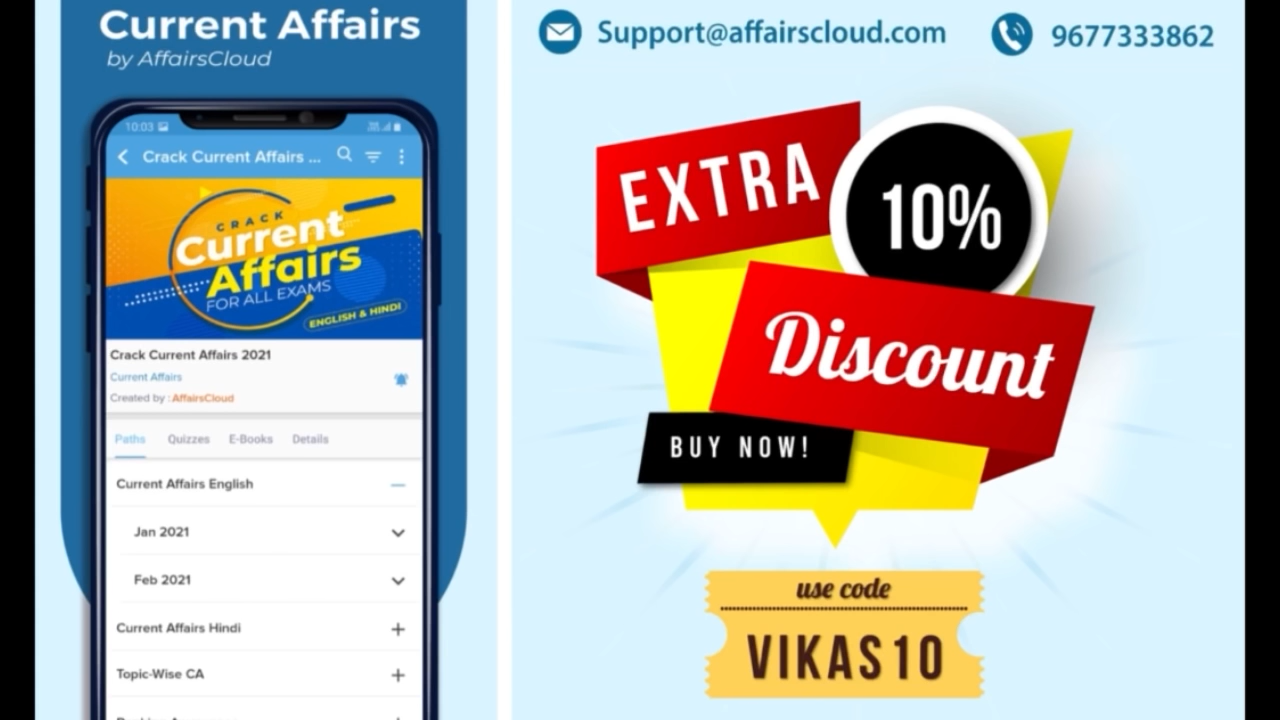 Current Affairs
by AffairsCloud
10:03
Crack Current Affairs ...
CRACK
Current
Affairs
FOR ALL EXAMS
ENGLISH & HINDI
Crack Current Affairs 2021
Current Affairs
Created by : AffairsCloud
Paths Quizzes E-Books Details
Current Affairs English
Jan 2021
Feb 2021
Current Affairs Hindi
Topic-Wise CA
Support@affairscloud.com 9677333862
EXTRA
10%
Discount
BUY NOW!
use code
VIKAS10